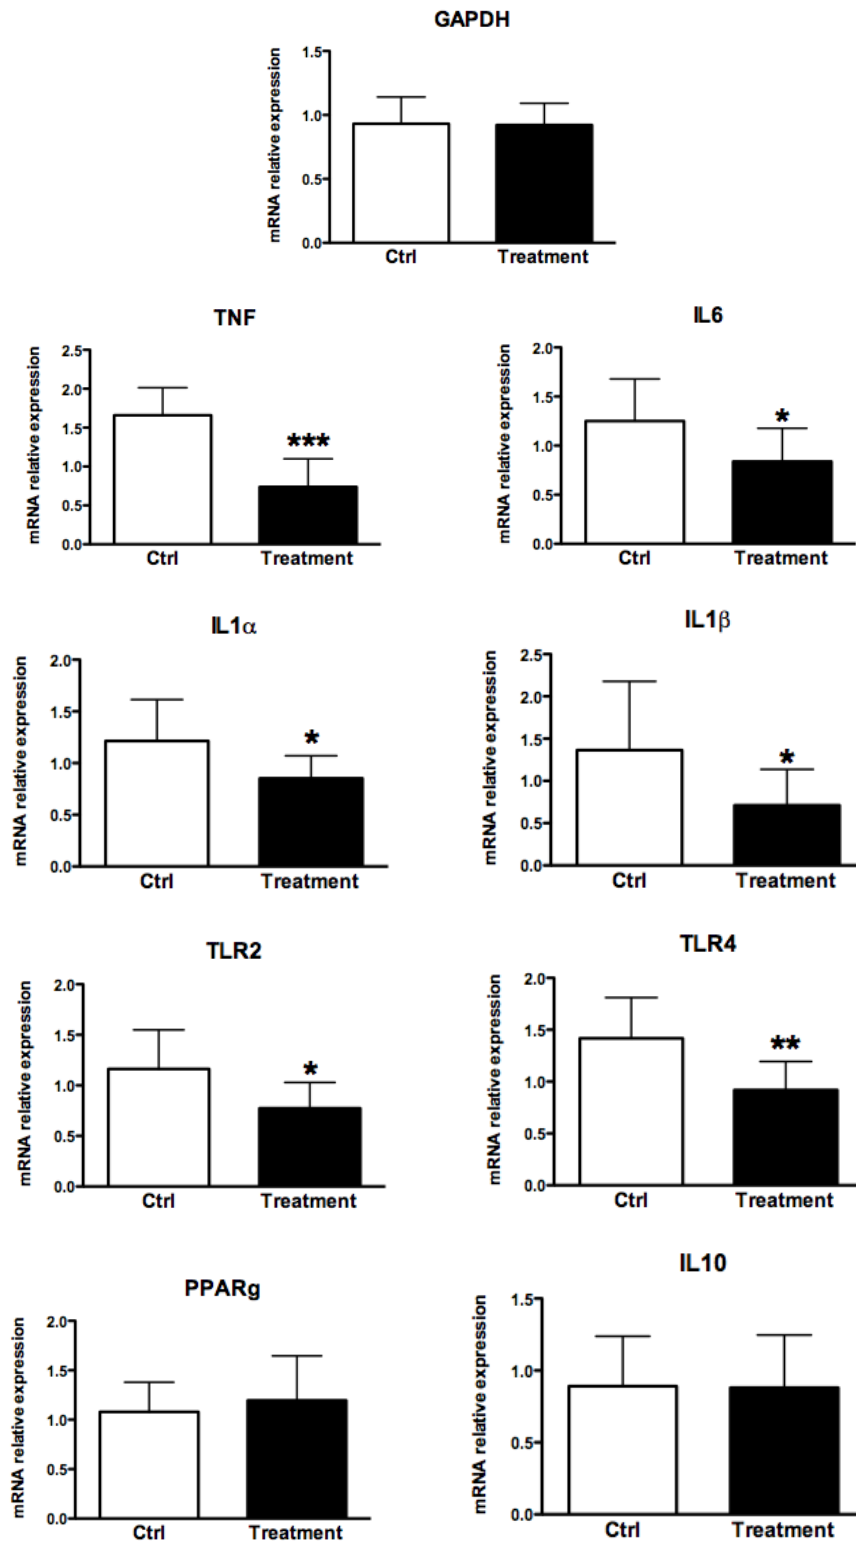 GAPDH
mRNA relative expression
1.5
1.0
0.5
0.0
Ctrl Treatment
TNF
mRNA relative expression
2.5
2.0
1.5
1.0
0.5
0.0
***
Ctrl Treatment
IL6
mRNA relative expression
2.0
1.5
1.0
0.5
0.0
*
Ctrl Treatment
IL1α
mRNA relative expression
2.0
1.5
1.0
0.5
0.0
*
Ctrl Treatment
IL1β
mRNA relative expression
2.5
2.0
1.5
1.0
0.5
0.0
*
Ctrl Treatment
TLR2
mRNA relative expression
2.0
1.5
1.0
0.5
0.0
*
Ctrl Treatment
TLR4
mRNA relative expression
2.0
1.5
1.0
0.5
0.0
**
Ctrl Treatment
PPARg
mRNA relative expression
2.0
1.5
1.0
0.5
0.0
Ctrl Treatment
IL10
mRNA relative expression
1.5
1.0
0.5
0.0
Ctrl Treatment